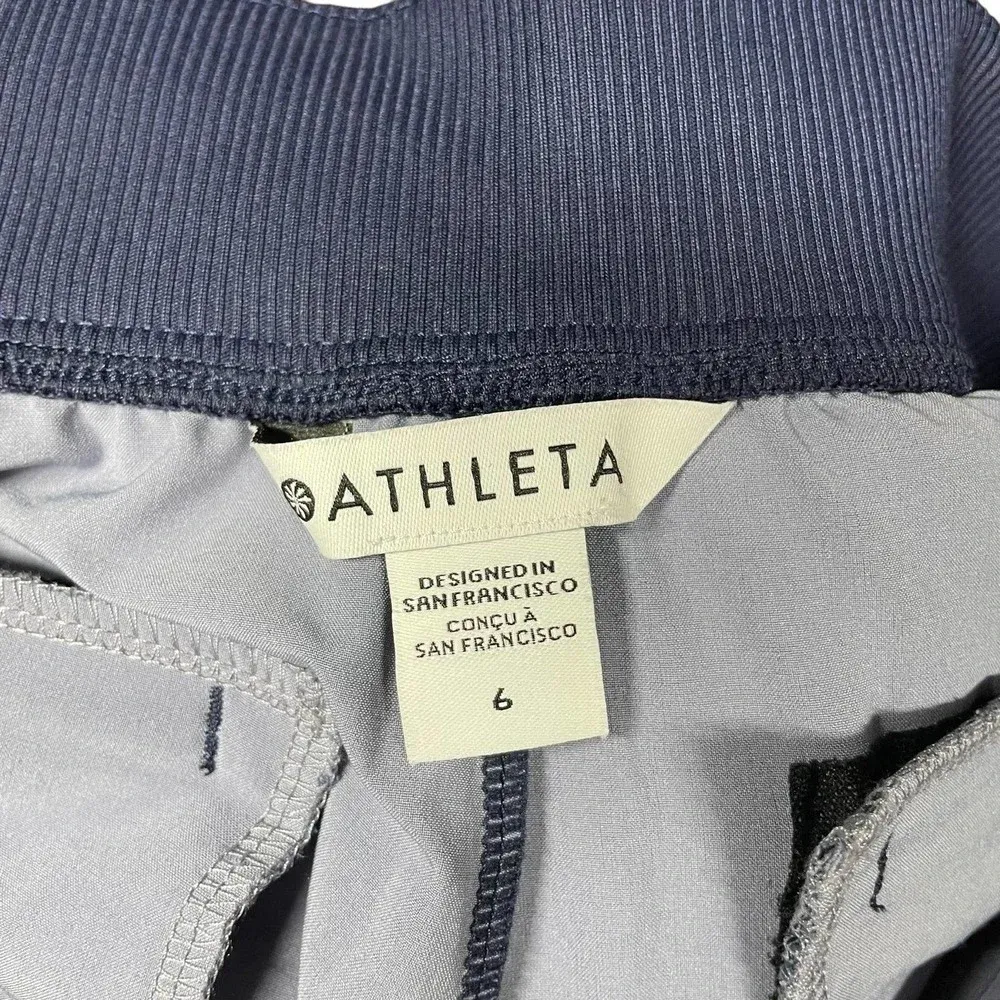 ATHLETA
DESIGNED IN
SAN FRANCISCO
CONÇU À
SAN FRANCISCO
6